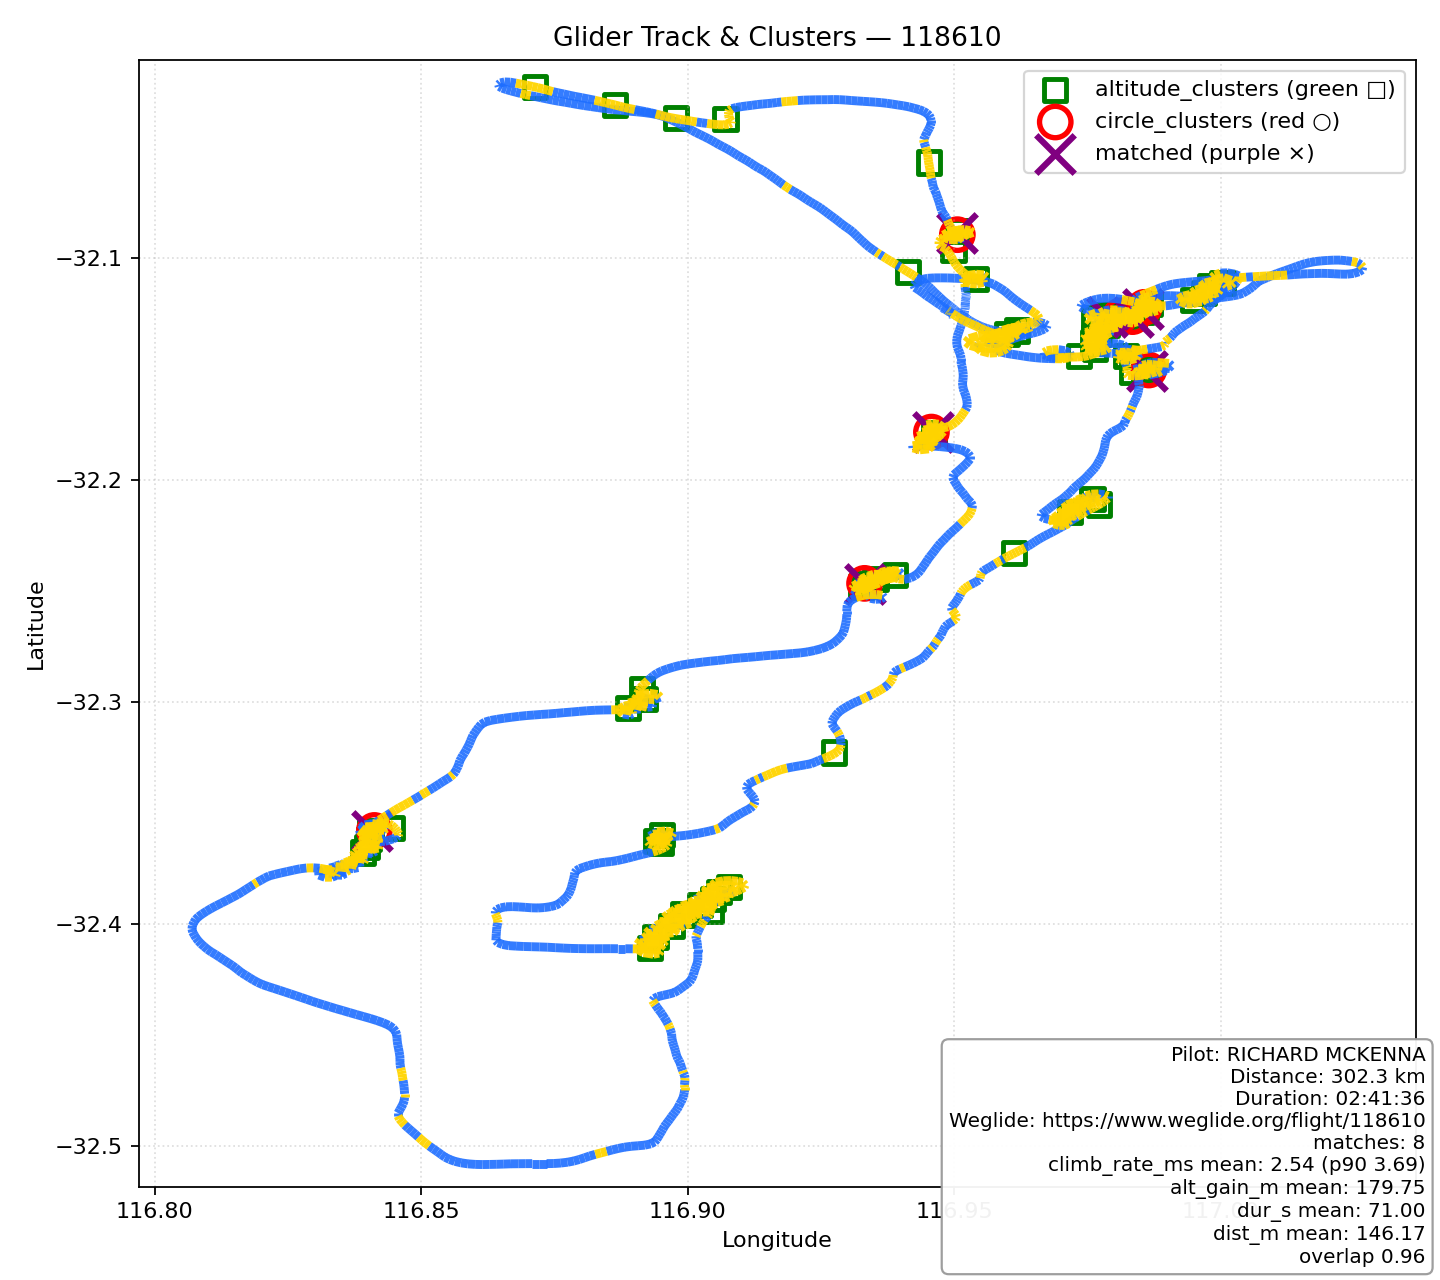 Glider Track & Clusters — 118610
altitude_clusters (green □)
circle_clusters (red ○)
matched (purple ×)
−32.1
−32.2
−32.3
−32.4
−32.5
Latitude
116.80
116.85
116.90
116.95
Longitude
Pilot: RICHARD MCKENNA
Distance: 302.3 km
Duration: 02:41:36
Weglide: https://www.weglide.org/flight/118610
matches: 8
climb_rate_ms mean: 2.54 (p90 3.69)
alt_gain_m mean: 179.75
dur_s mean: 71.00
dist_m mean: 146.17
overlap 0.96